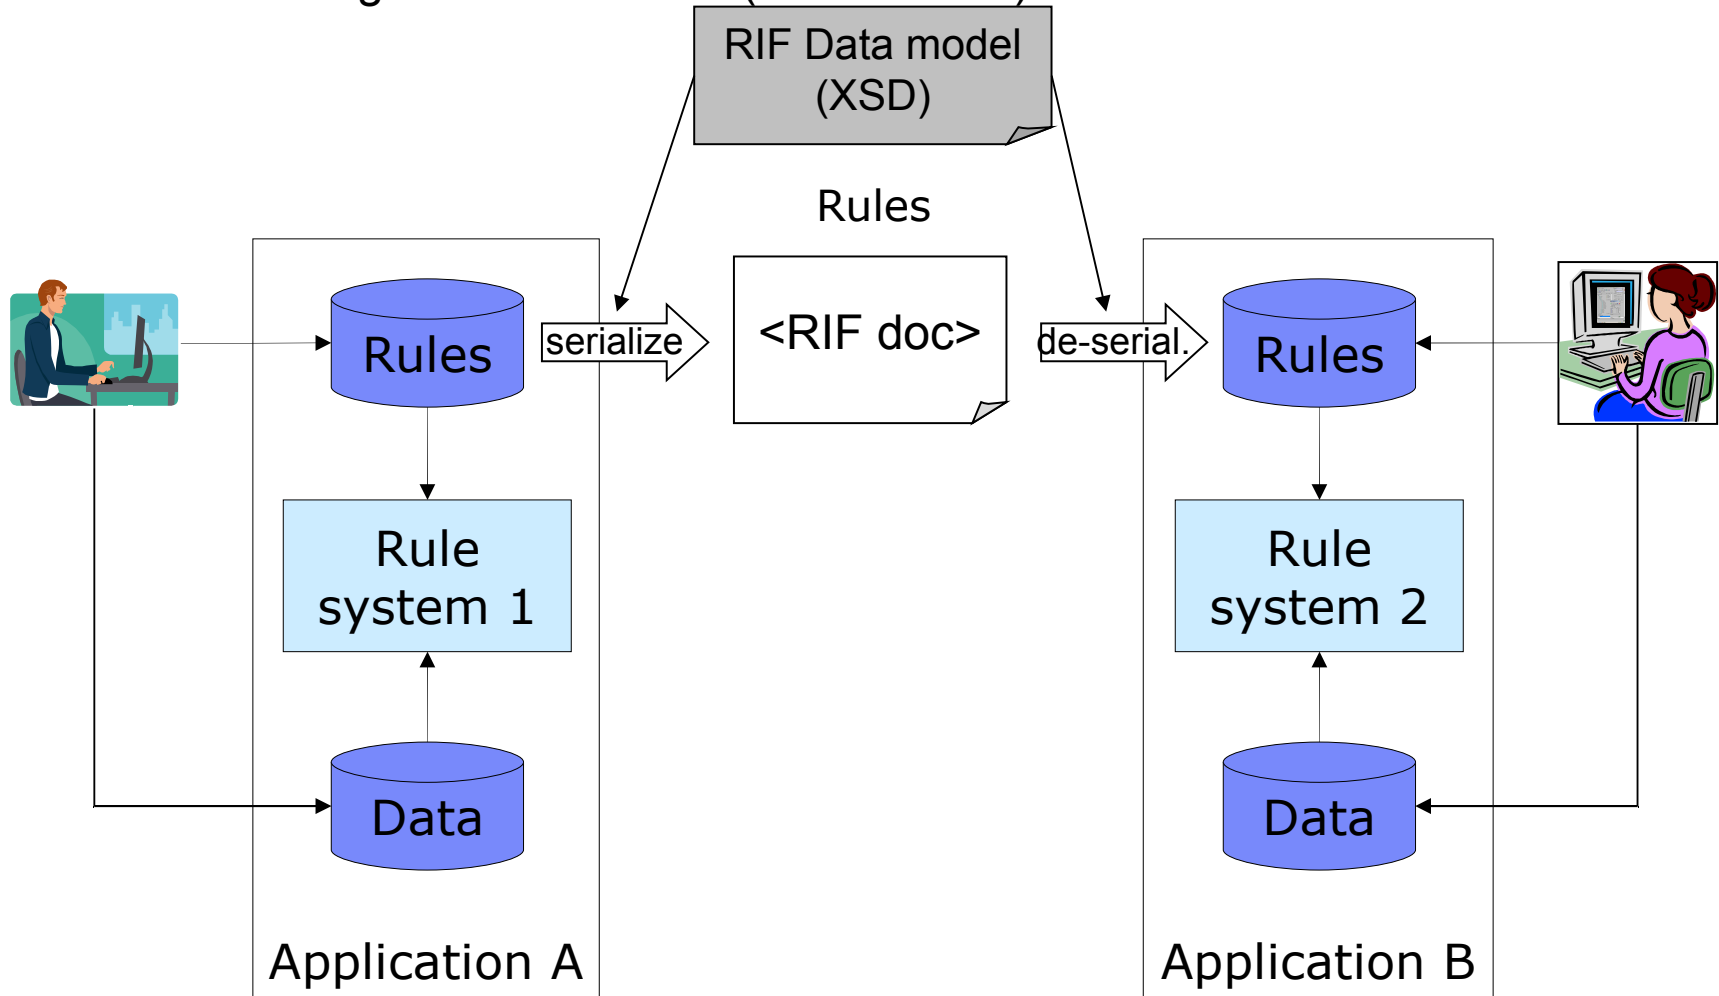 RIF Data model
(XSD)
Rules
Rules
serialize
<RIF doc>
de-serial.
Rules
Rule
system 1
Rule
system 2
Data
Data
Application A
Application B